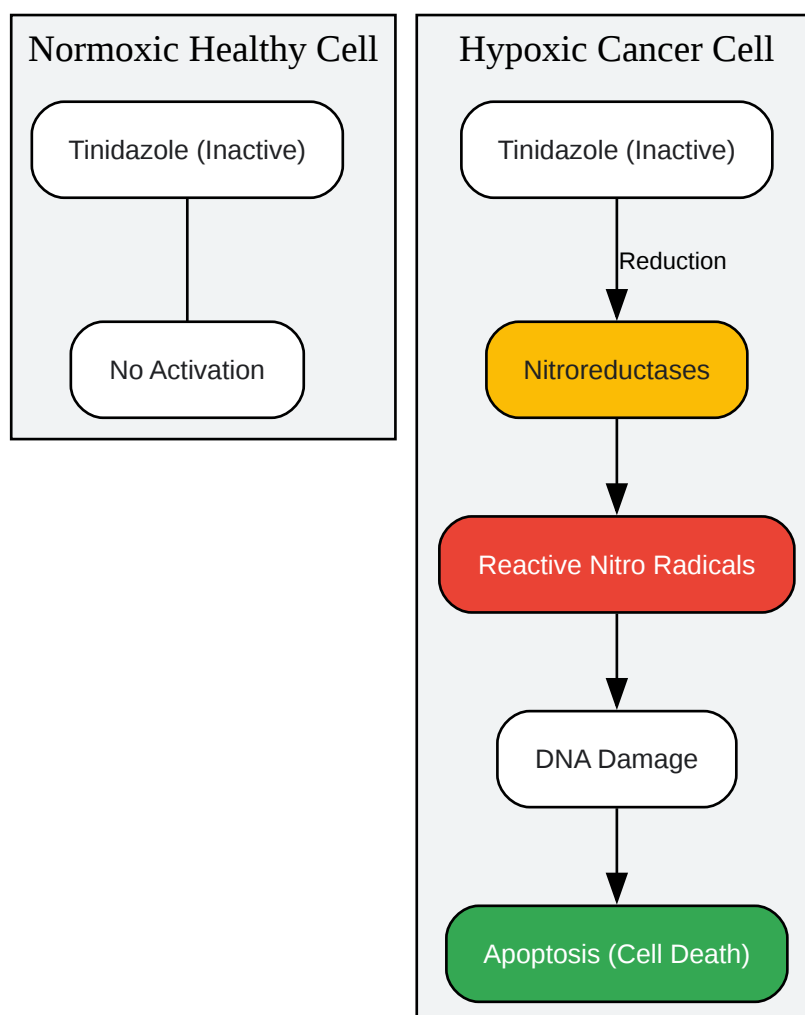 Normoxic Healthy Cell
Tinidazole (Inactive)
No Activation
Hypoxic Cancer Cell
Tinidazole (Inactive)
Reduction
Nitroreductases
Reactive Nitro Radicals
DNA Damage
Apoptosis (Cell Death)